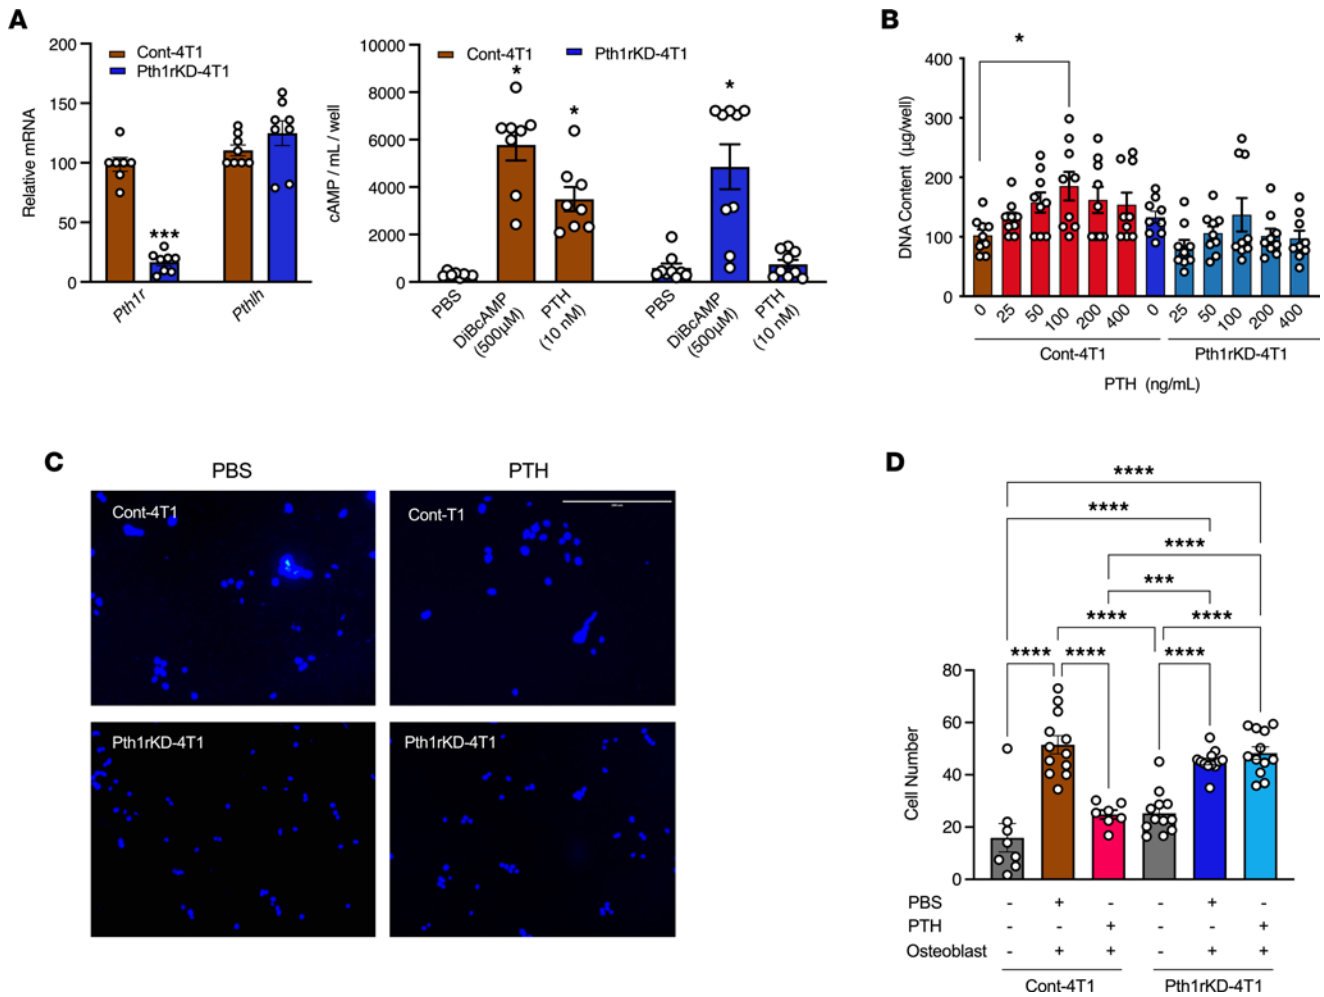 A
200
150
100
50
0
Relative mRNA
Cont-4T1
Pth1rKD-4T1
***
Pth1r
Pthlh
10000
8000
6000
4000
2000
0
cAMP / mL / well
Cont-4T1
Pth1rKD-4T1
*
*
*
PBS
DiBcAMP
(500µM)
PTH
(10 nM)
PBS
DiBcAMP
(500µM)
PTH
(10 nM)
B
400
300
200
100
0
DNA Content (µg/well)
*
0 25 50 100 200 400 0 25 50 100 200 400
Cont-4T1 Pth1rKD-4T1
PTH (ng/mL)
C
PBS PTH
Cont-4T1
Cont-T1
Pth1rKD-4T1
Pth1rKD-4T1
D
****
****
****
***
**** ****
**** **** ****
80
60
40
20
0
Cell Number
PBS - + - - + -
PTH - - + - - +
Osteoblast - + + - + +
Cont-4T1 Pth1rKD-4T1